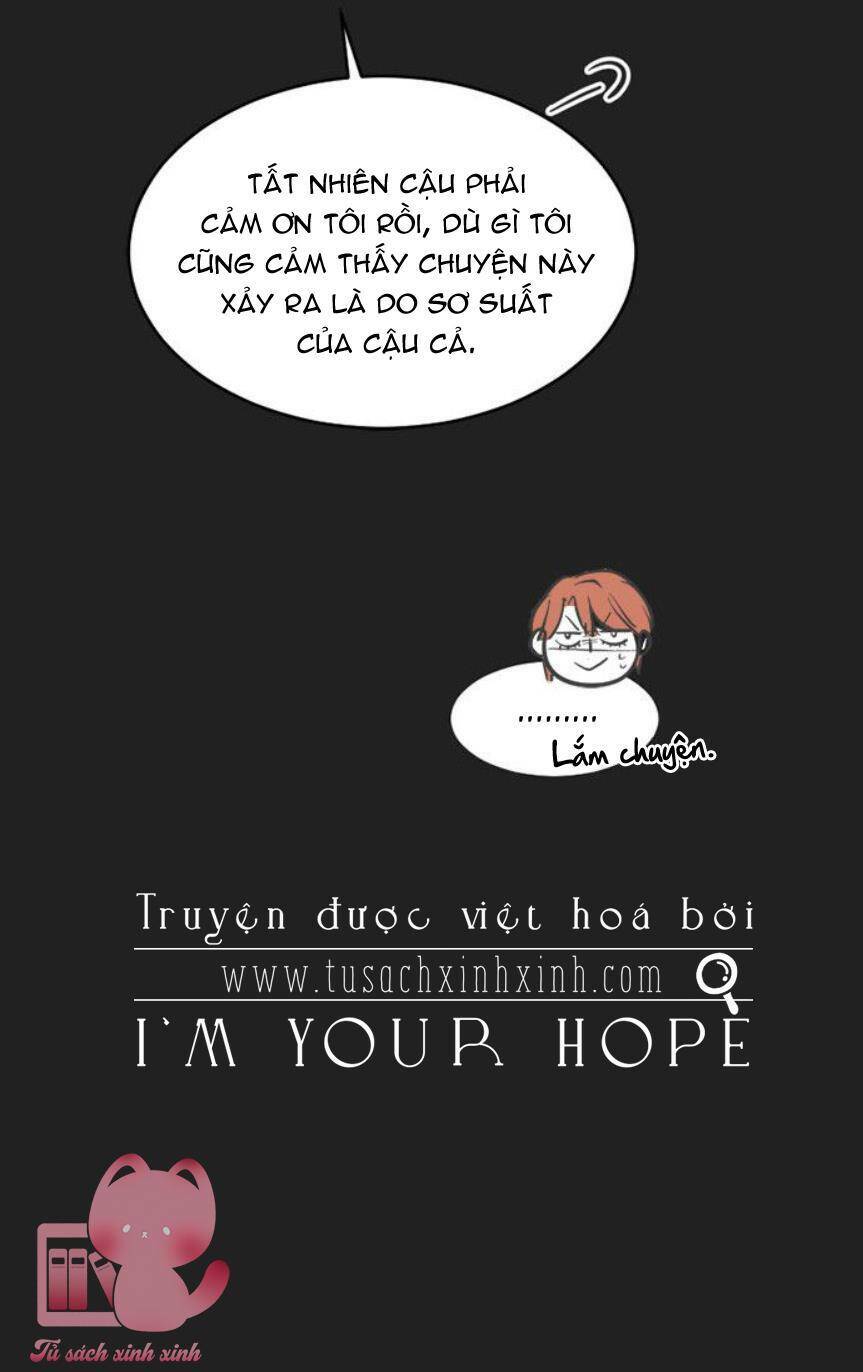 TẤT NHIÊN CẬU PHẢI
CẢM ƠN TÔI RỒI, DÙ GÌ TÔI
CŨNG CẢM THẤY CHUYỆN NÀY
XẢY RA LÀ DO SƠ SUẤT
CỦA CẬU CẢ.
.........
Lắm chuyện.
Truyện được việt hoá bởi
www.tusachxinhxinh.com
I'M YOUR HOPE
Tủ sách xinh xinh